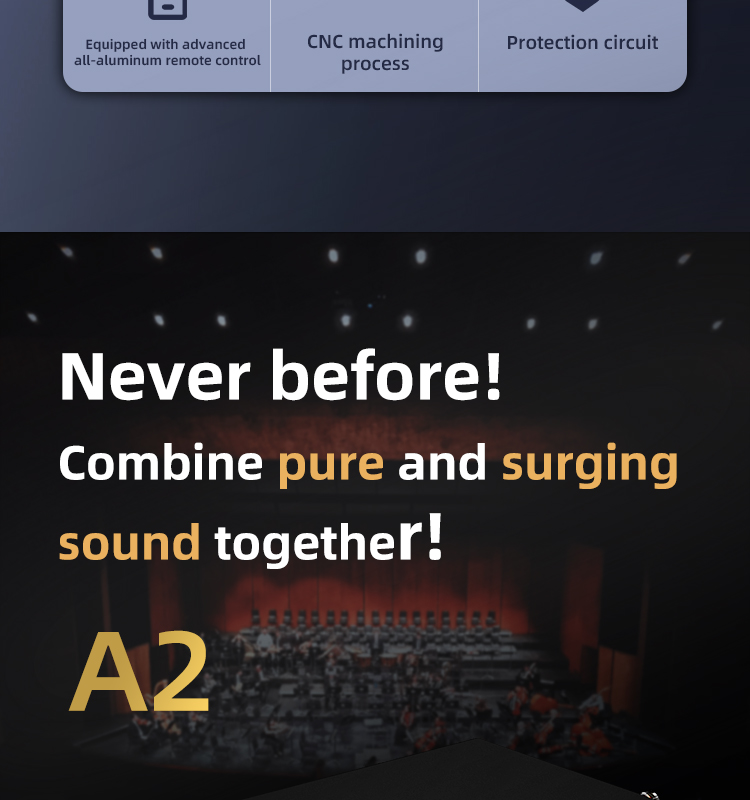 Equipped with advanced
all-aluminum remote control
CNC machining
process
Protection circuit
Never before!
Combine pure and surging
sound together!
A2